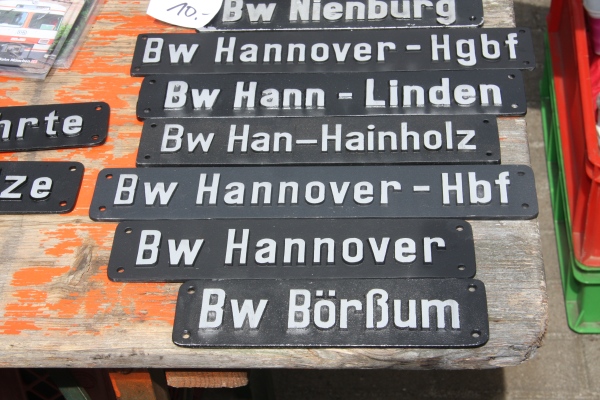 10.-
Bw Nienburg
Bw Hannover-Hgbf
Bw Hann-Linden
Bw Han-Hainholz
Bw Hannover-Hbf
Bw Hannover
Bw Börßum
hrte
ze